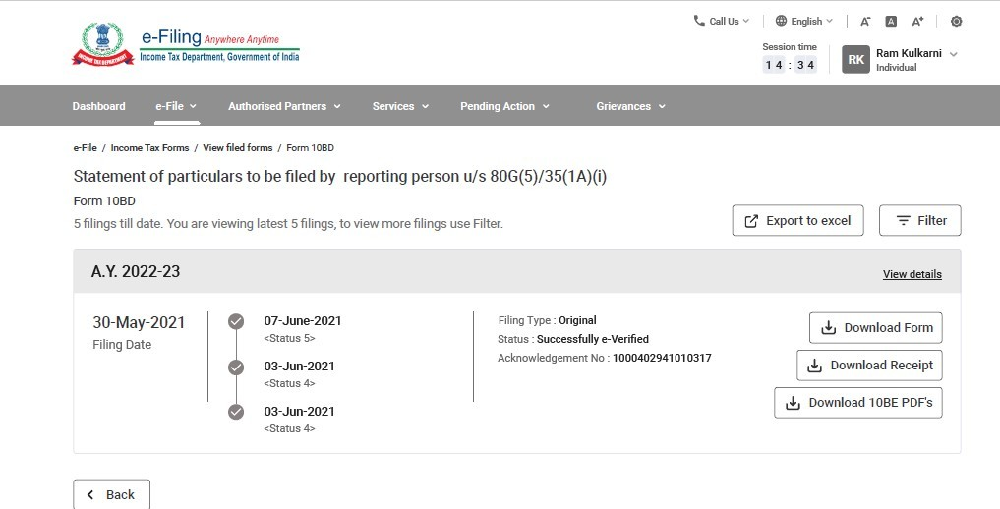 Call Us English A- A A+
e-Filing Anywhere Anytime
Income Tax Department, Government of India
INCOME TAX DEPARTMENT
Session time
14 : 34
RK Ram Kulkarni
Individual
Dashboard e-File Authorised Partners Services Pending Action Grievances
e-File / Income Tax Forms / View filed forms / Form 10BD
Statement of particulars to be filed by reporting person u/s 80G(5)/35(1A)(i)
Form 10BD
5 filings till date. You are viewing latest 5 filings, to view more filings use Filter.
Export to excel Filter
A.Y. 2022-23 View details
30-May-2021
Filing Date
07-June-2021
<Status 5>
03-Jun-2021
<Status 4>
03-Jun-2021
<Status 4>
Filing Type : Original
Status : Successfully e-Verified
Acknowledgement No : 1000402941010317
Download Form
Download Receipt
Download 10BE PDF's
Back